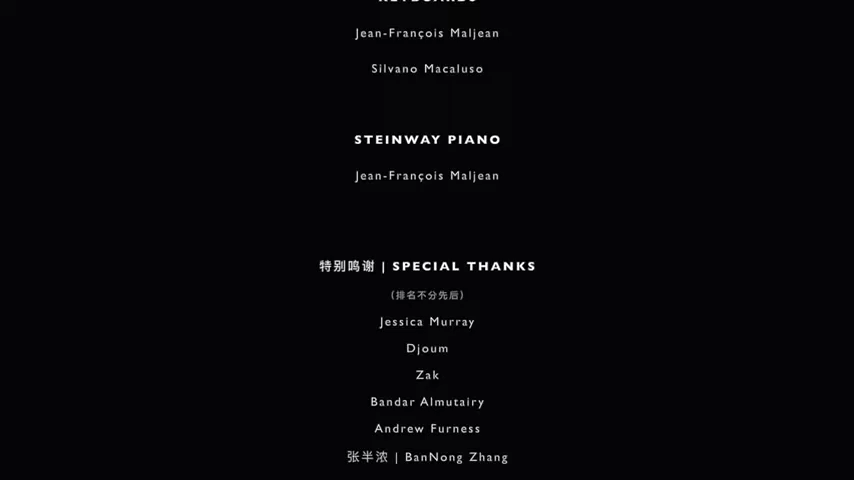 Jean-François Maljean
Silvano Macaluso
STEINWAY PIANO
Jean-François Maljean
特别鸣谢 | SPECIAL THANKS
（排名不分先后）
Jessica Murray
Djoum
Zak
Bandar Almutairy
Andrew Furness
张半浓 | BanNong Zhang